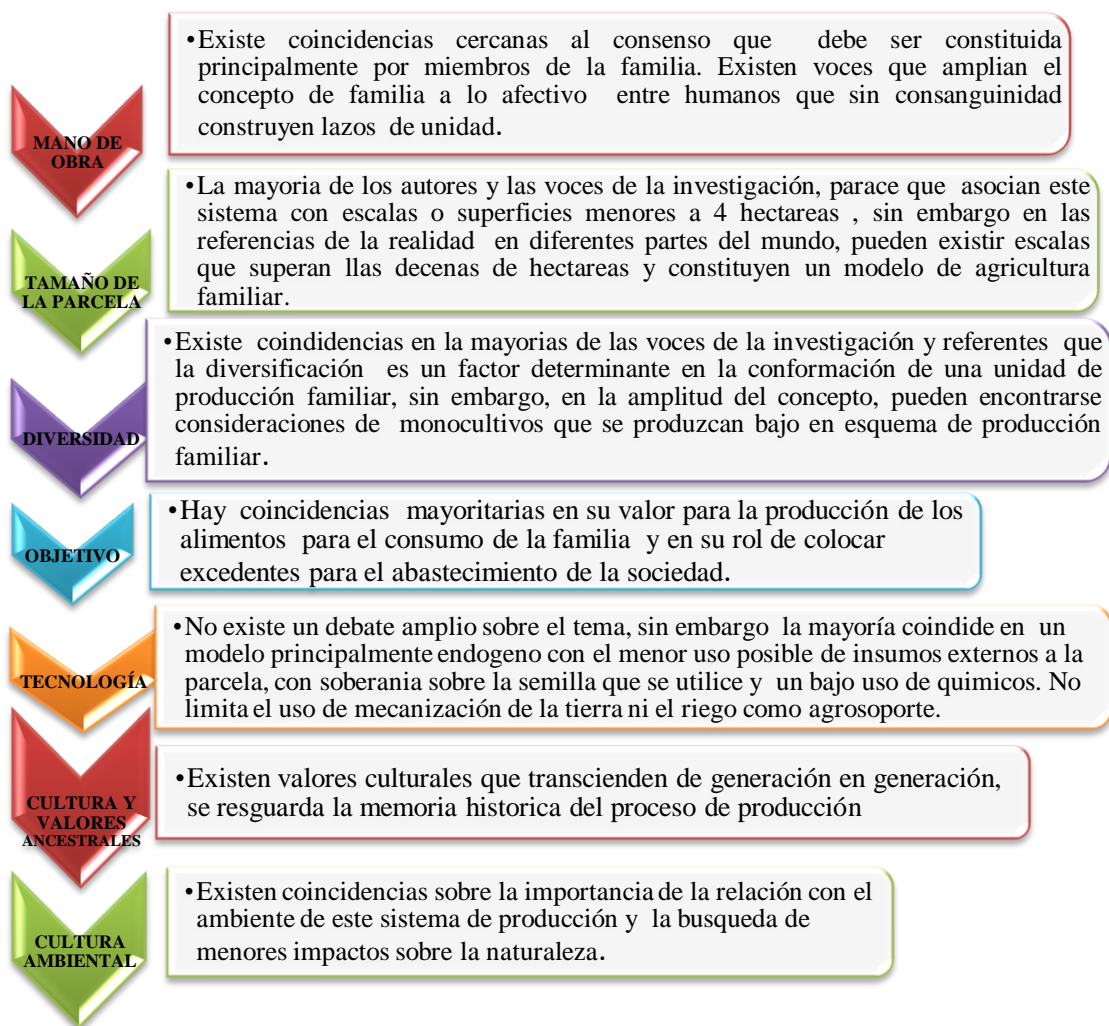 •Existe coincidencias cercanas al consenso que debe ser constituida
principalmente por miembros de la familia. Existen voces que amplian el
concepto de familia a lo afectivo entre humanos que sin consanguinidad
construyen lazos de unidad.
MANO DE
OBRA
•La mayoria de los autores y las voces de la investigación, parace que asocian este
sistema con escalas o superficies menores a 4 hectareas , sin embargo en las
referencias de la realidad en diferentes partes del mundo, pueden existir escalas
que superan llas decenas de hectareas y constituyen un modelo de agricultura
familiar.
TAMAÑO DE
LA PARCELA
•Existe coindidencias en la mayorias de las voces de la investigación y referentes que
la diversificación es un factor determinante en la conformación de una unidad de
producción familiar, sin embargo, en la amplitud del concepto, pueden encontrarse
consideraciones de monocultivos que se produzcan bajo en esquema de producción
familiar.
DIVERSIDAD
•Hay coincidencias mayoritarias en su valor para la producción de los
alimentos para el consumo de la familia y en su rol de colocar
excedentes para el abastecimiento de la sociedad.
OBJETIVO
•No existe un debate amplio sobre el tema, sin embargo la mayoría coindide en un
modelo principalmente endogeno con el menor uso posible de insumos externos a la
parcela, con soberania sobre la semilla que se utilice y un bajo uso de quimicos. No
limita el uso de mecanización de la tierra ni el riego como agrosoporte.
TECNOLOGÍA
•Existen valores culturales que transcienden de generación en generación,
se resguarda la memoria historica del proceso de producción
CULTURA Y
VALORES
ANCESTRALES
•Existen coincidencias sobre la importancia de la relación con el
ambiente de este sistema de producción y la busqueda de
menores impactos sobre la naturaleza.
CULTURA
AMBIENTAL